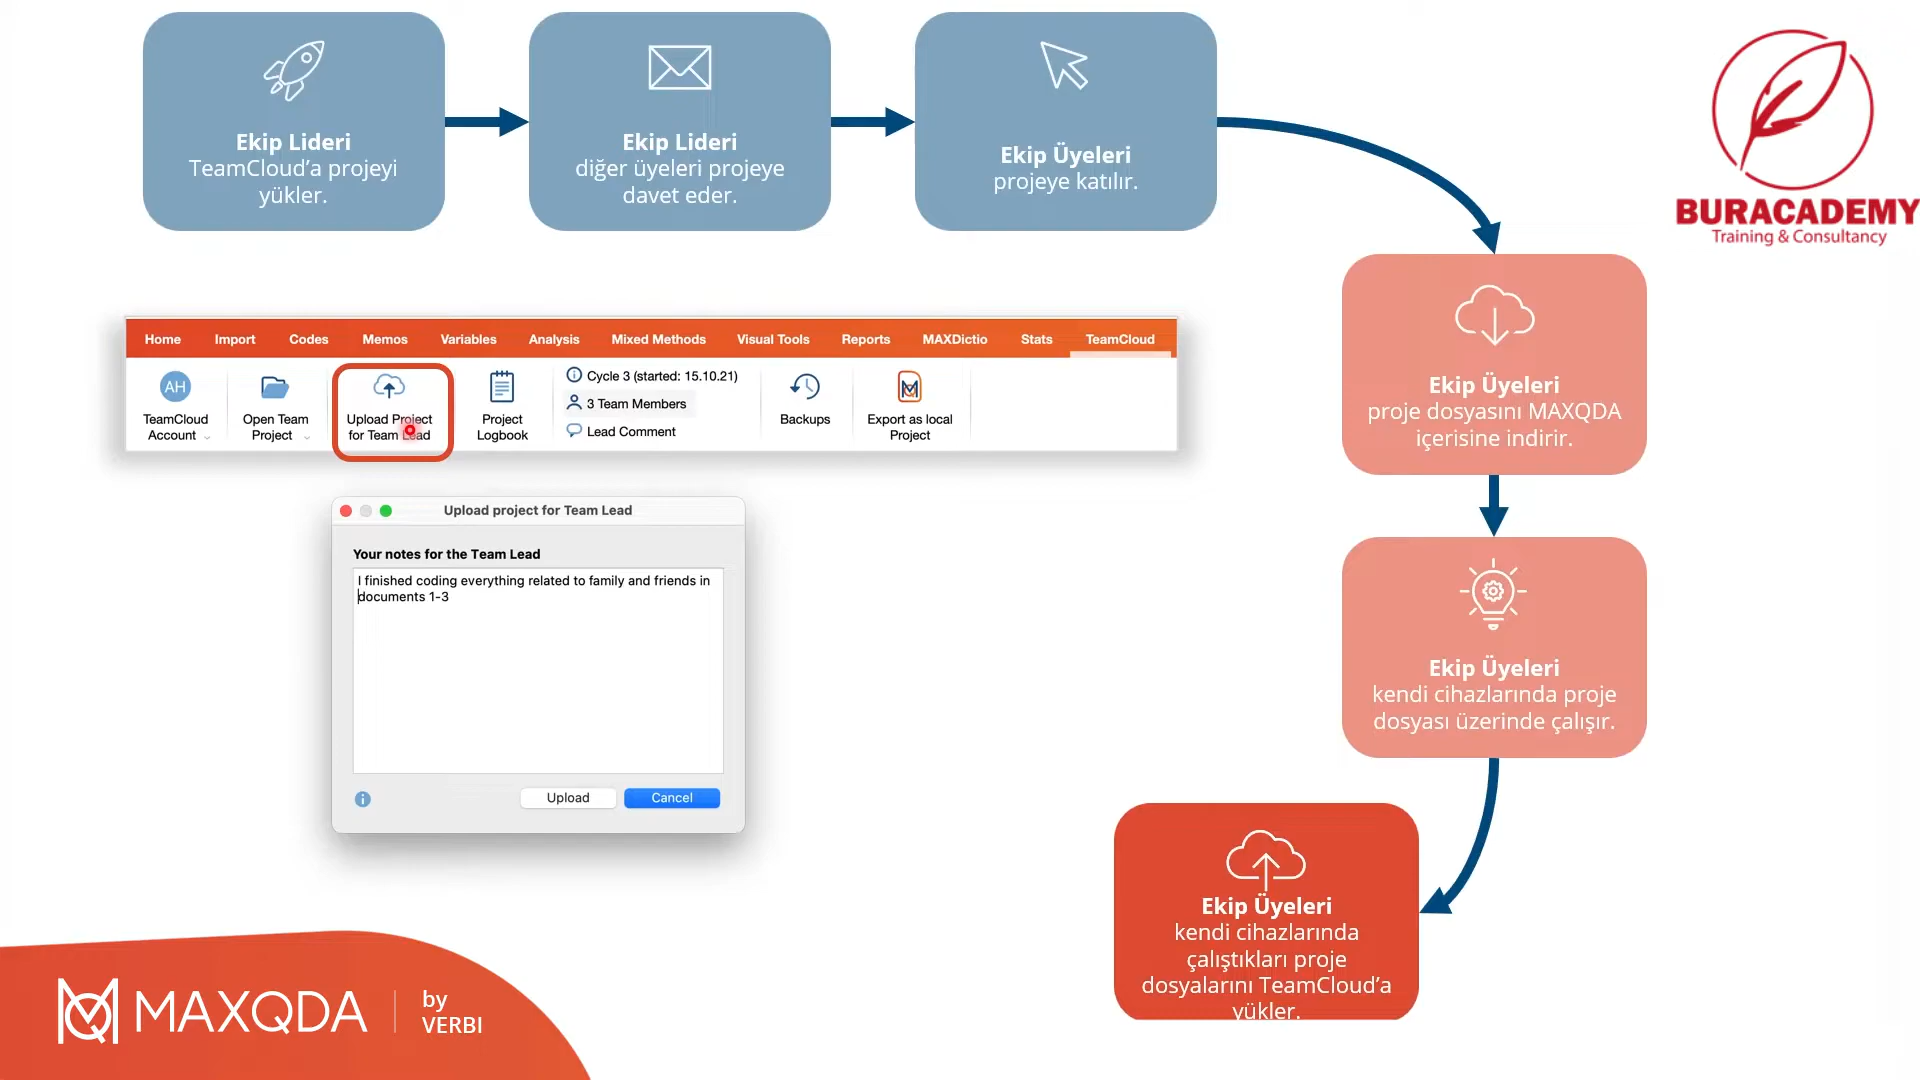 Ekip Lideri
TeamCloud’a projeyi
yükler.
Ekip Lideri
diğer üyeleri projeye
davet eder.
Ekip Üyeleri
projeye katılır.
BURACADEMY
Training & Consultancy
Home Import Codes Memos Variables Analysis Mixed Methods Visual Tools Reports MAXDictio Stats TeamCloud
AH
TeamCloud
Account
Open Team
Project
Upload Project
for Team Lead
Project
Logbook
Cycle 3 (started: 15.10.21)
3 Team Members
Lead Comment
Backups
Export as local
Project
Ekip Üyeleri
proje dosyasını MAXQDA
içerisine indirir.
Upload project for Team Lead
Your notes for the Team Lead
I finished coding everything related to family and friends in
documents 1-3
Upload
Cancel
Ekip Üyeleri
kendi cihazlarında proje
dosyası üzerinde çalışır.
Ekip Üyeleri
kendi cihazlarında
çalıştıkları proje
dosyalarını TeamCloud’a
yükler.
MAXQDA
by
VERBI